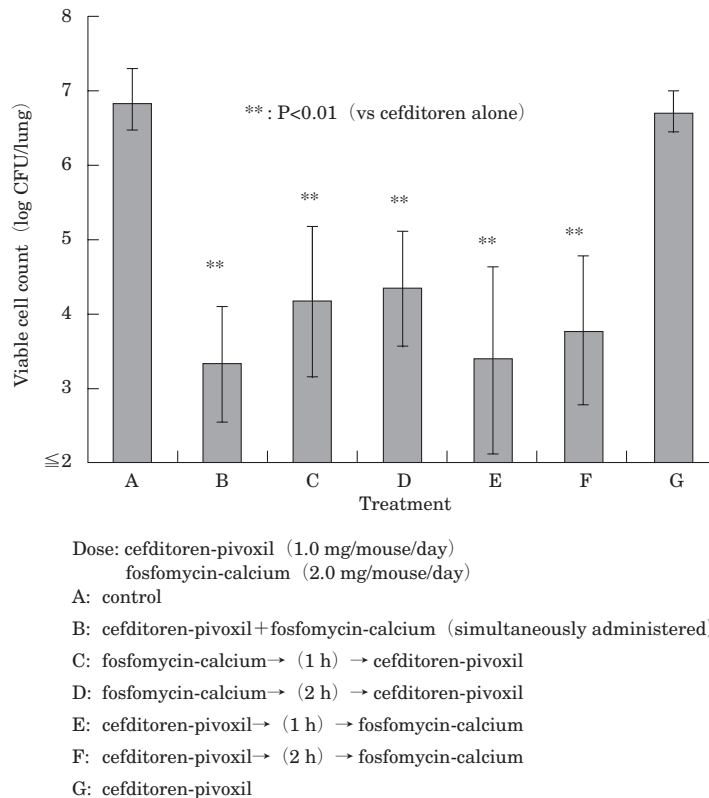 8
7
** : P<0.01 (vs cefditoren alone)
6
** ** **
5
** **
4
3
≦2
Viable cell count (log CFU/lung)
A B C D E F G
Treatment
Dose: cefditoren-pivoxil (1.0 mg/mouse/day)
fosfomycin-calcium (2.0 mg/mouse/day)
A: control
B: cefditoren-pivoxil+fosfomycin-calcium (simultaneously administered)
C: fosfomycin-calcium→ (1 h) →cefditoren-pivoxil
D: fosfomycin-calcium→ (2 h) →cefditoren-pivoxil
E: cefditoren-pivoxil→ (1 h) →fosfomycin-calcium
F: cefditoren-pivoxil→ (2 h) →fosfomycin-calcium
G: cefditoren-pivoxil